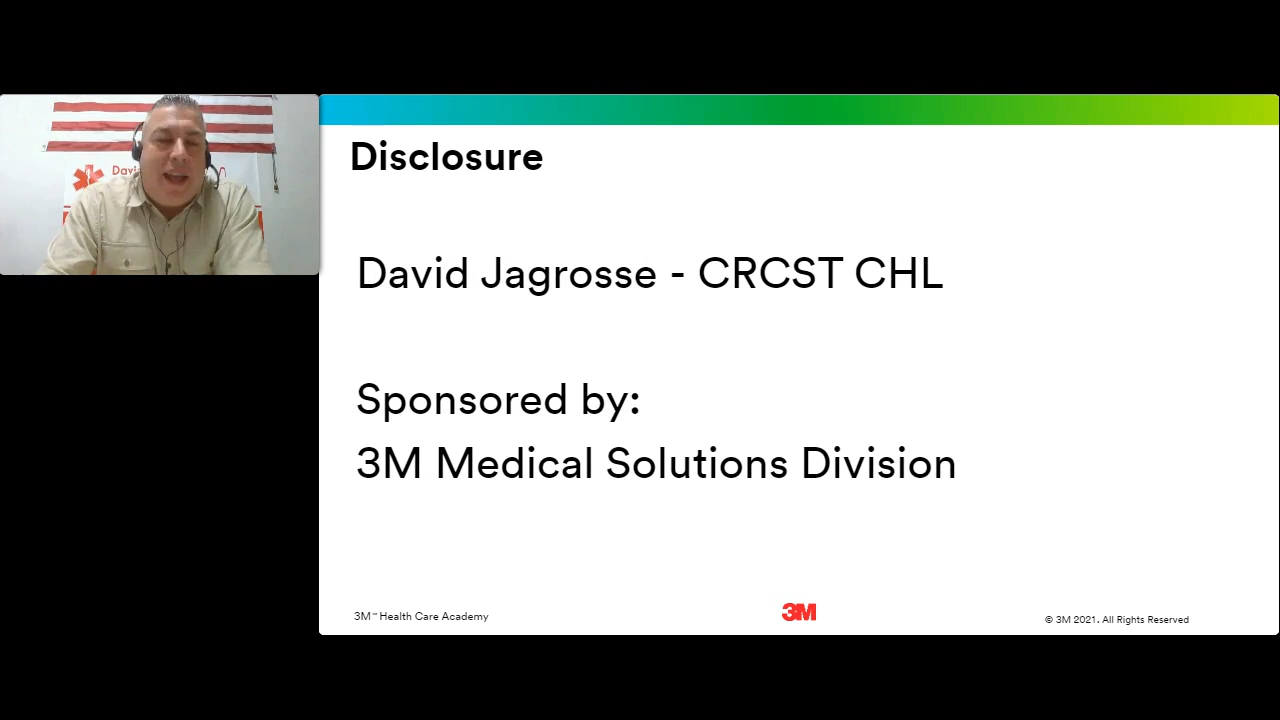 Disclosure
David Jagrosse - CRCST CHL
Sponsored by:
3M Medical Solutions Division
3M™ Health Care Academy
3M
© 3M 2021. All Rights Reserved